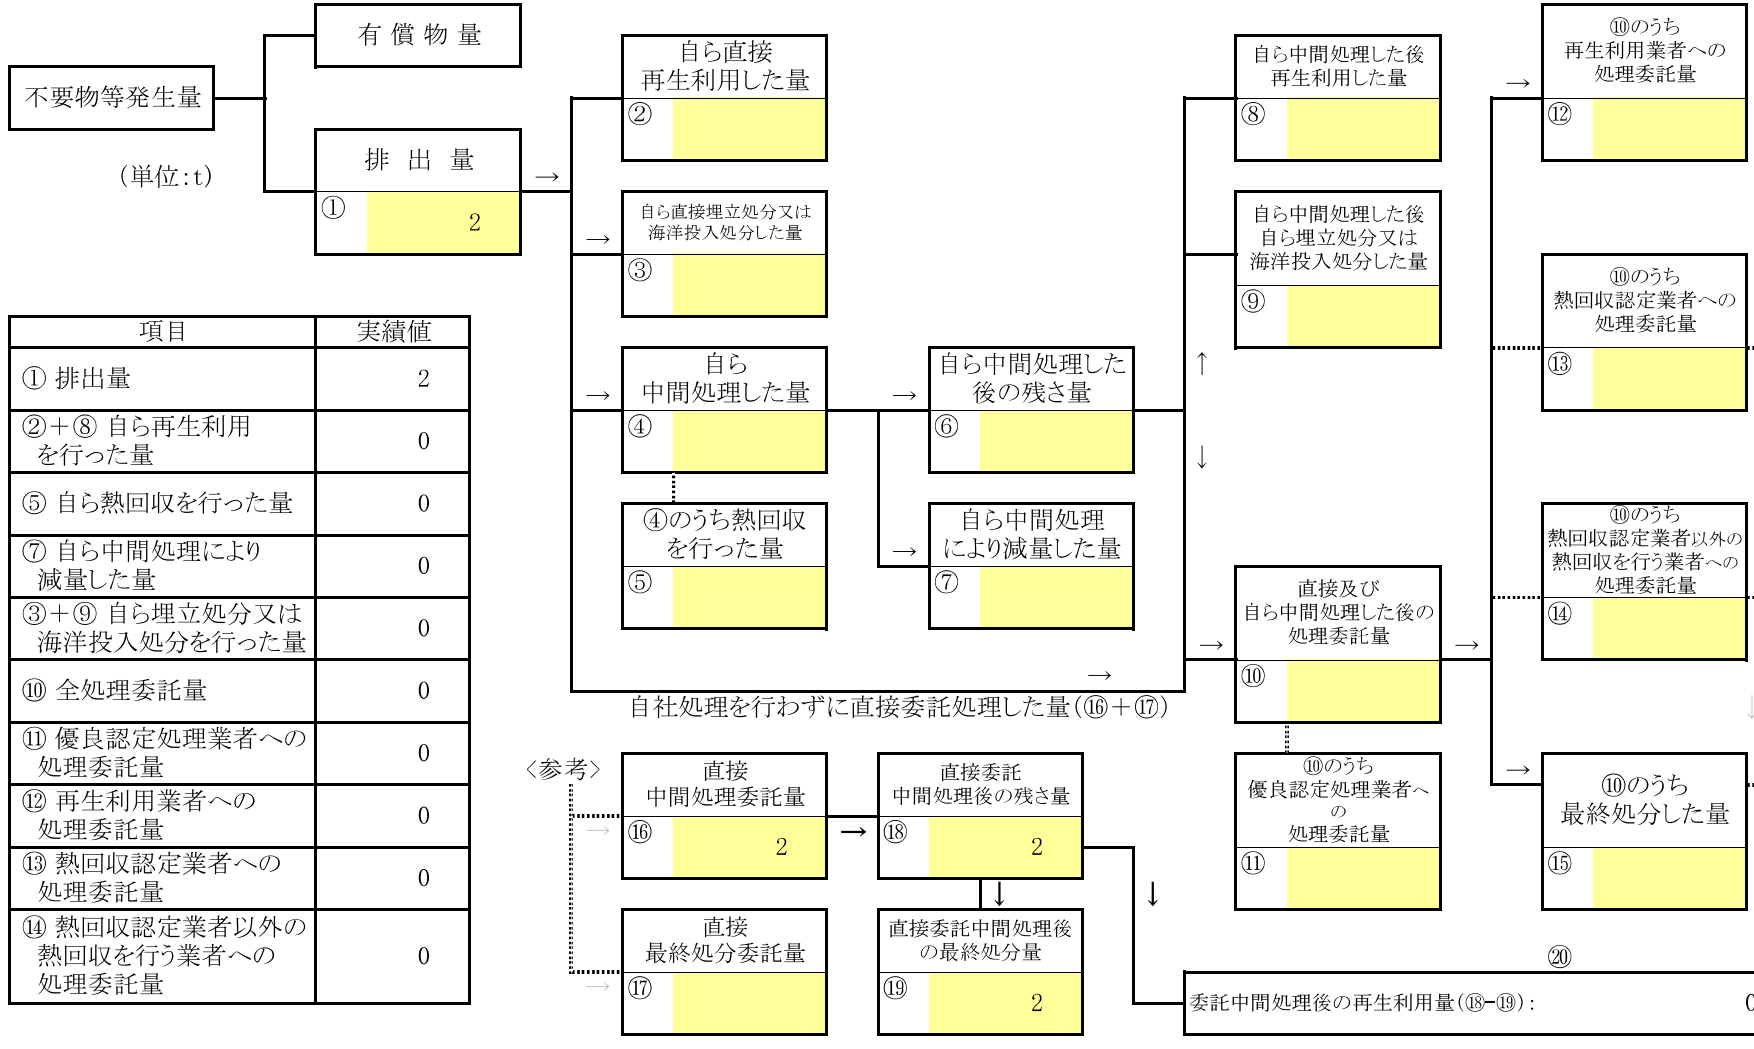 不要物等発生量
有償物量
(単位:t)
排出量
①
2
→
自ら直接
再生利用した量
②
→
自ら直接埋立処分又は
海洋投入処分した量
③
→
自ら
中間処理した量
④
④のうち熱回収
を行った量
⑤
→
自ら中間処理した
後の残さ量
⑥
→
自ら中間処理
により減量した量
⑦
↑
↓
自ら中間処理した後
再生利用した量
⑧
自ら中間処理した後
自ら埋立処分又は
海洋投入処分した量
⑨
→
→
自社処理を行わずに直接委託処理した量(⑯+⑰)
直接及び
自ら中間処理した後の
処理委託量
⑩
⑩のうち
優良認定処理業者へ
の
処理委託量
⑪
→
→
⑩のうち
再生利用業者への
処理委託量
⑫
⑩のうち
熱回収認定業者への
処理委託量
⑬
⑩のうち
熱回収認定業者以外の
熱回収を行う業者への
処理委託量
⑭
↓
→
⑩のうち
最終処分した量
⑮
項目 実績値
① 排出量 2
②+⑧ 自ら再生利用
を行った量 0
⑤ 自ら熱回収を行った量 0
⑦ 自ら中間処理により
減量した量 0
③+⑨ 自ら埋立処分又は
海洋投入処分を行った量 0
⑩ 全処理委託量 0
⑪ 優良認定処理業者への
処理委託量 0
⑫ 再生利用業者への
処理委託量 0
⑬ 熱回収認定業者への
処理委託量 0
⑭ 熱回収認定業者以外の
熱回収を行う業者への
処理委託量 0
<参考>
→
直接
中間処理委託量
⑯
2
→
直接委託
中間処理後の残さ量
⑱
2
→
直接
最終処分委託量
⑰
↓
直接委託中間処理後
の最終処分量
⑲
2
↓
⑳
委託中間処理後の再生利用量(⑱-⑲): 0